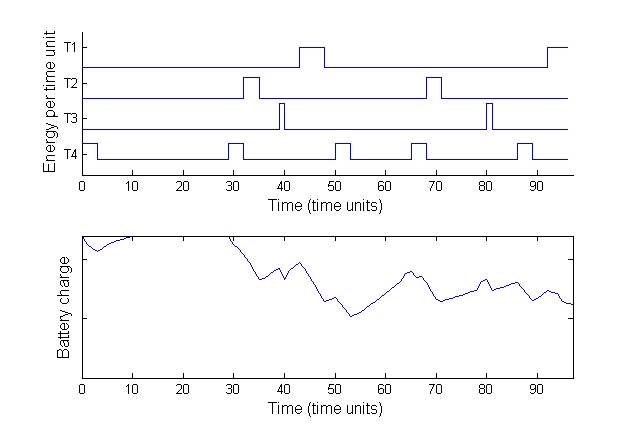 Energy per time unit
T1
T2
T3
T4
0 10 20 30 40 50 60 70 80 90
Time (time units)
Battery charge
0 10 20 30 40 50 60 70 80 90
Time (time units)